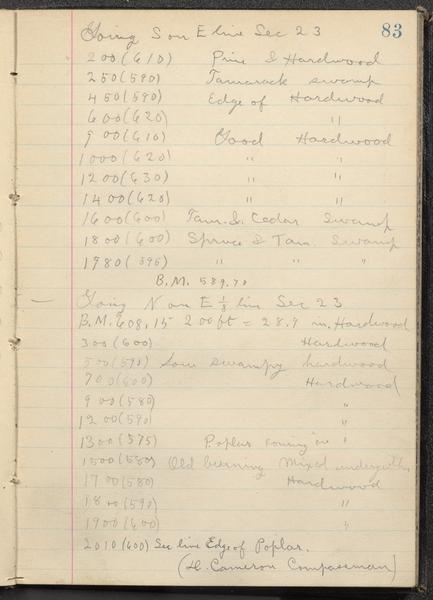 83
Going S on E line Sec 23
200 (610) Pine & Hardwood
250 (590) Tamarack swamp
450 (590) Edge of Hardwood
600 (620) "
900 (610) Good Hardwood
1000 (620) " "
1200 (630) " "
1400 (620) " "
1600 (600) Tam. & Cedar Swamp
1800 (600) Spruce & Tam. Swamp
1980 (595) " " "
B.M. 589.70
Going N on E 1/8 line Sec 23
B.M. 608.15 200 ft = 28.9 in. Hardwood
300 (600) Hardwood
500 (590) Low swampy hardwood
700 (600) Hardwood
900 (580) "
1200 (590) "
1300 (575) Poplar coming in "
1500 (580) Old burning Mixed
1700 (580) Hardwood
1800 (590) "
1900 (600) "
2010 (600) Sec line Edge of Poplar.
(H. Cameron Compassman)